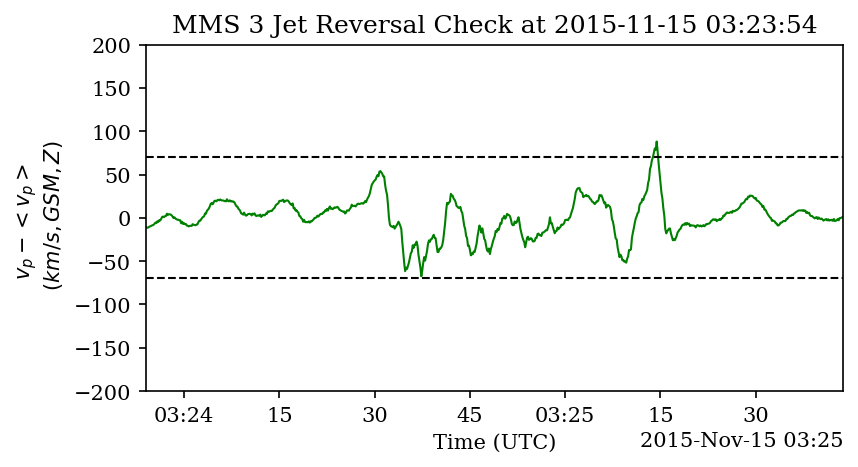 MMS 3 Jet Reversal Check at 2015-11-15 03:23:54
v_p − < v_p >
(km/s, GSM, Z)
200
150
100
50
0
−50
−100
−150
−200
03:24 15 30 45 03:25 15 30
Time (UTC)
2015-Nov-15 03:25